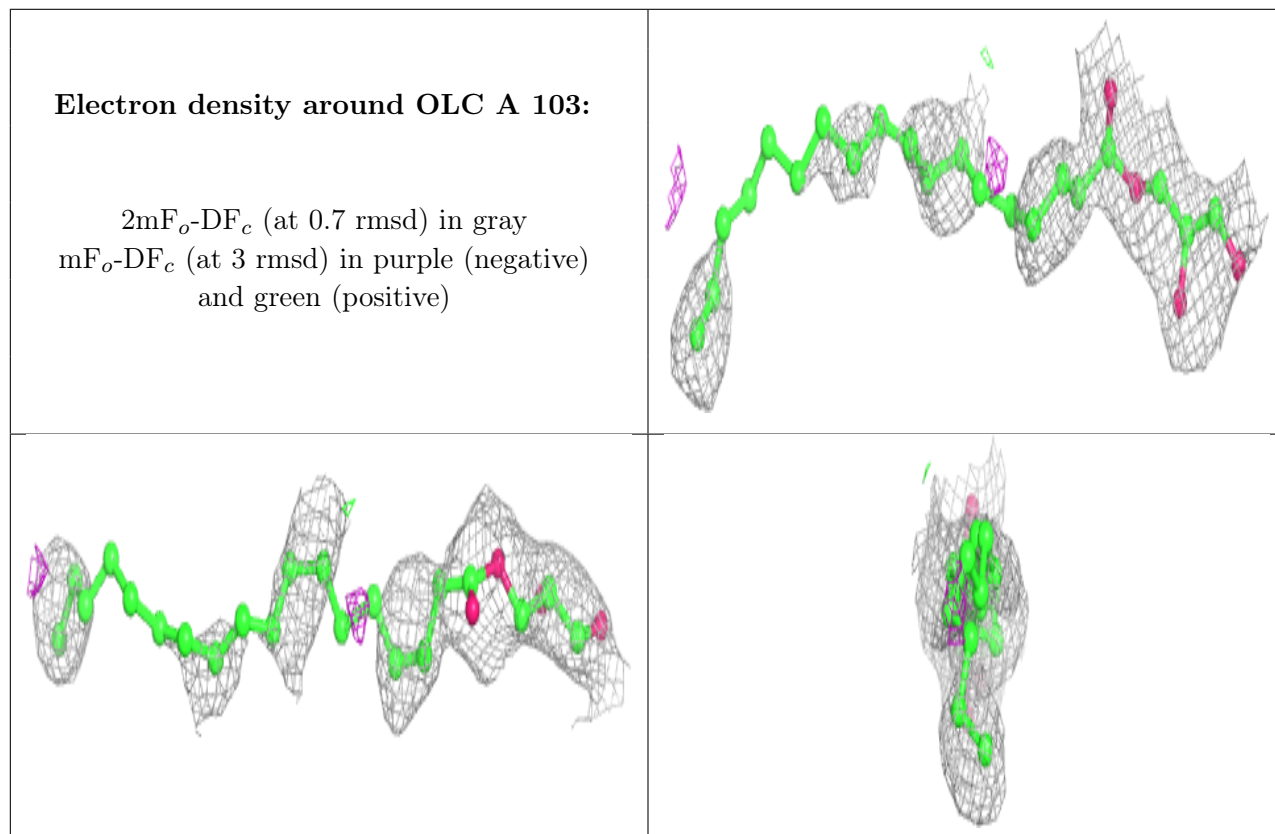 Electron density around OLC A 103:
2mFo-DFc (at 0.7 rmsd) in gray
mFo-DFc (at 3 rmsd) in purple (negative)
and green (positive)